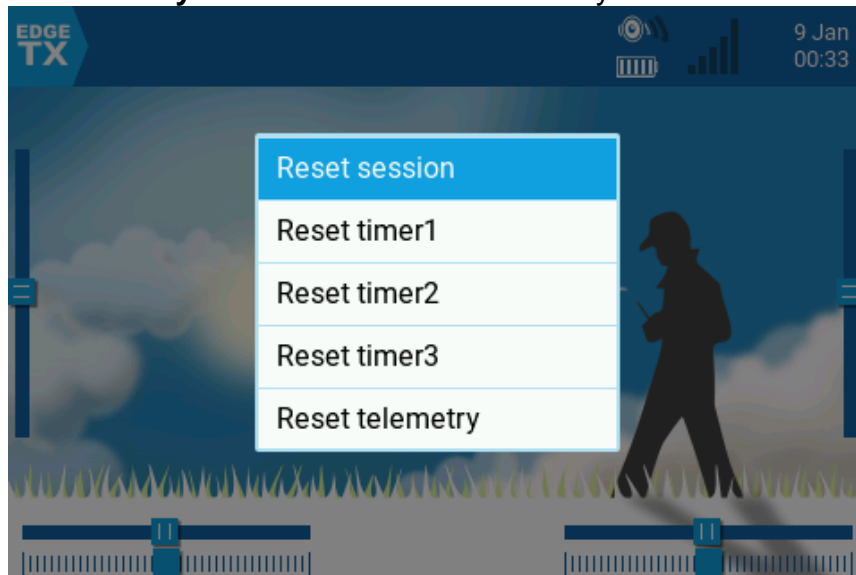 EDGE
TX
9 Jan
00:33
Reset session
Reset timer1
Reset timer2
Reset timer3
Reset telemetry